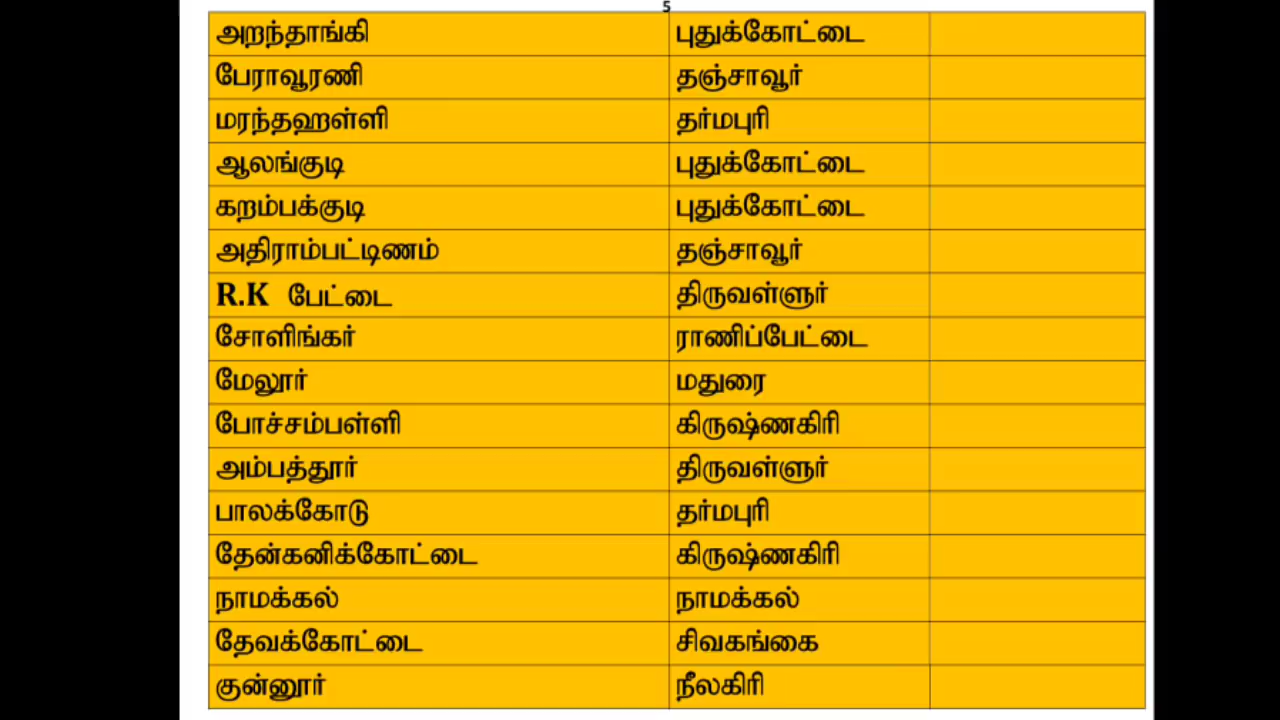 5
அறந்தாங்கி புதுக்கோட்டை
பேராவூரணி தஞ்சாவூர்
மரந்தஹள்ளி தர்மபுரி
ஆலங்குடி புதுக்கோட்டை
கறம்பக்குடி புதுக்கோட்டை
அதிராம்பட்டிணம் தஞ்சாவூர்
R.K பேட்டை திருவள்ளுர்
சோளிங்கர் ராணிப்பேட்டை
மேலூர் மதுரை
போச்சம்பள்ளி கிருஷ்ணகிரி
அம்பத்தூர் திருவள்ளுர்
பாலக்கோடு தர்மபுரி
தேன்கனிக்கோட்டை கிருஷ்ணகிரி
நாமக்கல் நாமக்கல்
தேவக்கோட்டை சிவகங்கை
குன்னூர் நீலகிரி